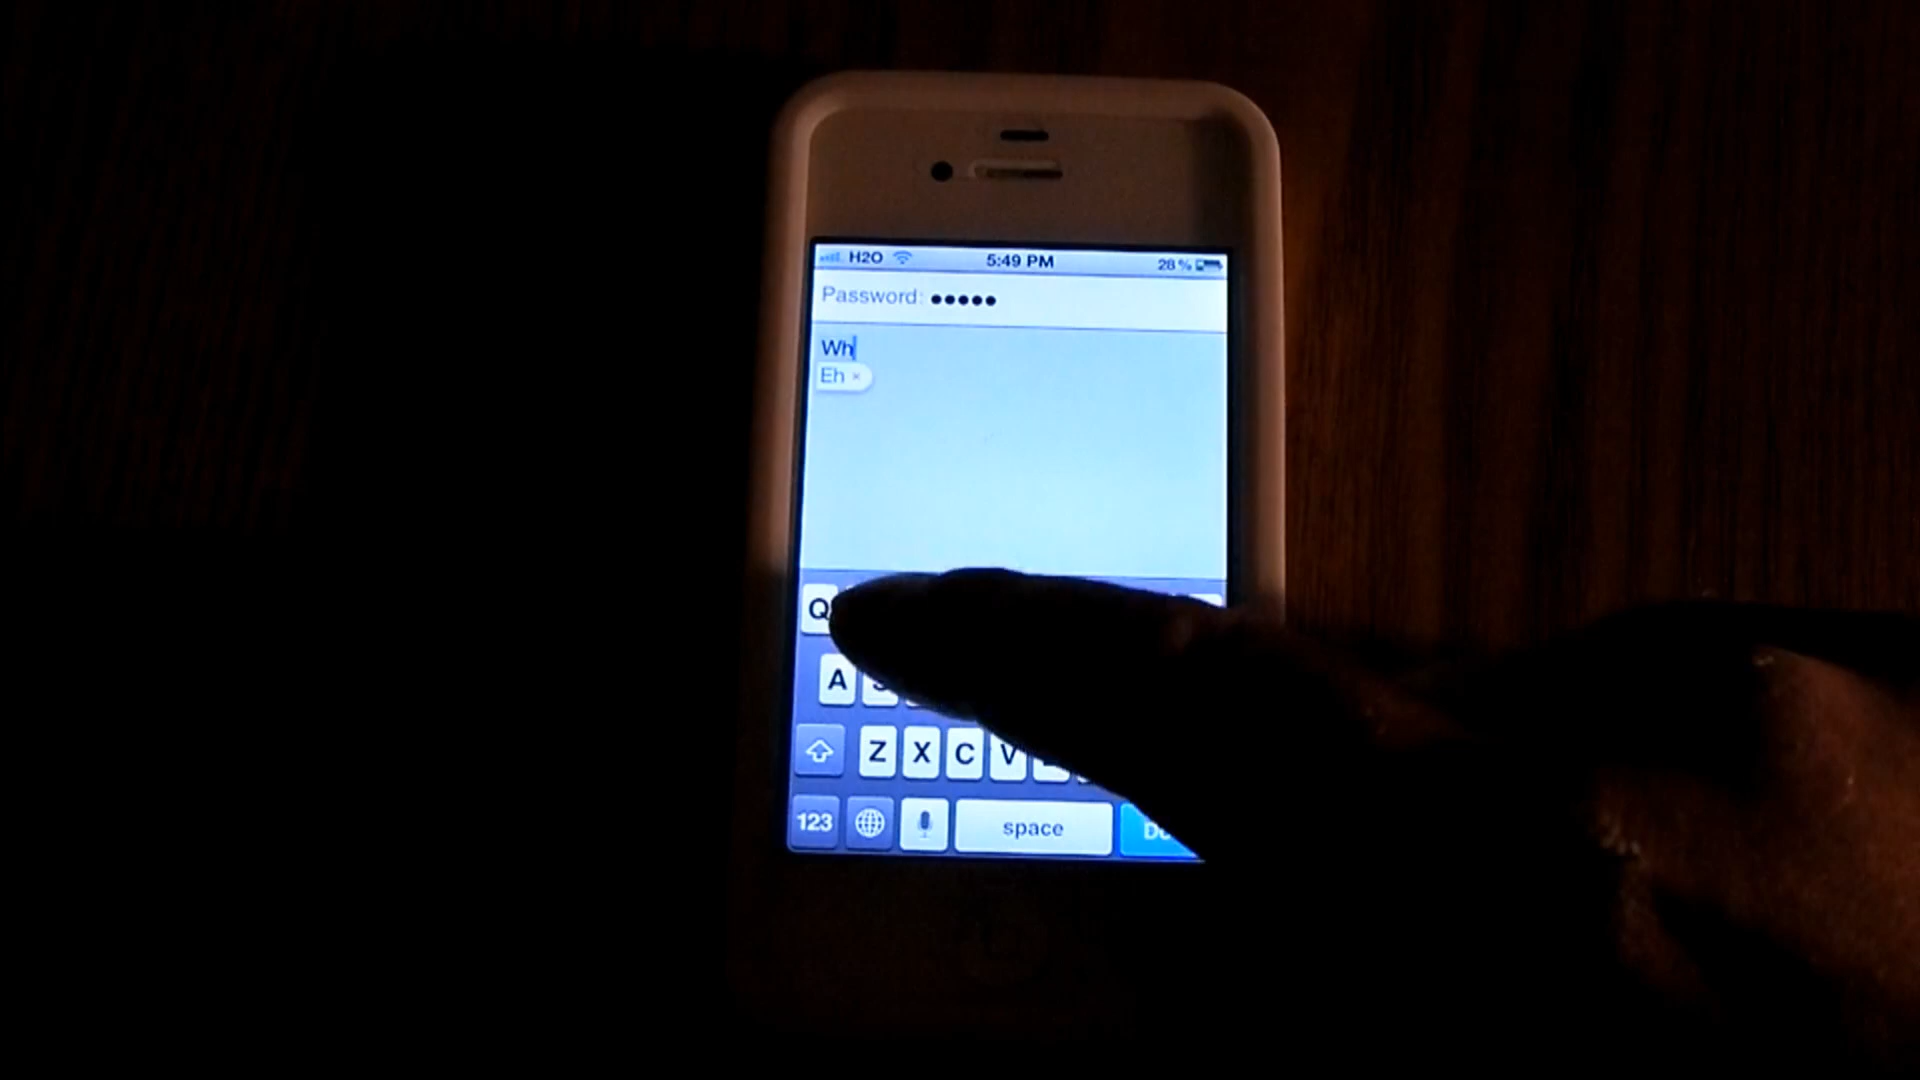 H2O 5:49 PM 28%
Password: •••••
Wh
Eh ×
Q
A S
Z X C V
123 space